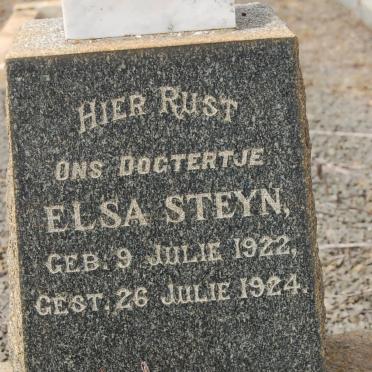 HIER RUST
ONS DOGTERTJE
ELSA STEYN,
GEB. 9 JULIE 1922,
GEST. 26 JULIE 1924.